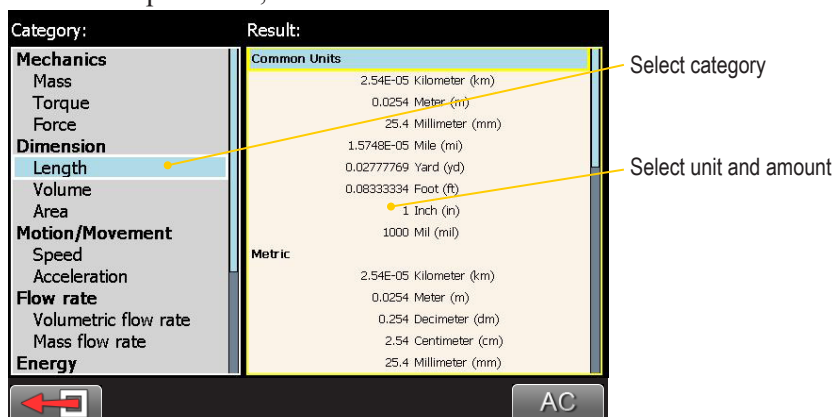 Category:
Mechanics
Mass
Torque
Force
Dimension
Length
Volume
Area
Motion/Movement
Speed
Acceleration
Flow rate
Volumetric flow rate
Mass flow rate
Energy
Result:
Common Units
2.54E-05 Kilometer (km)
0.0254 Meter (m)
25.4 Millimeter (mm)
1.5748E-05 Mile (mi)
0.02777769 Yard (yd)
0.08333334 Foot (ft)
1 Inch (in)
1000 Mil (mil)
Metric
2.54E-05 Kilometer (km)
0.0254 Meter (m)
0.254 Decimeter (dm)
2.54 Centimeter (cm)
25.4 Millimeter (mm)
AC
Select category
Select unit and amount